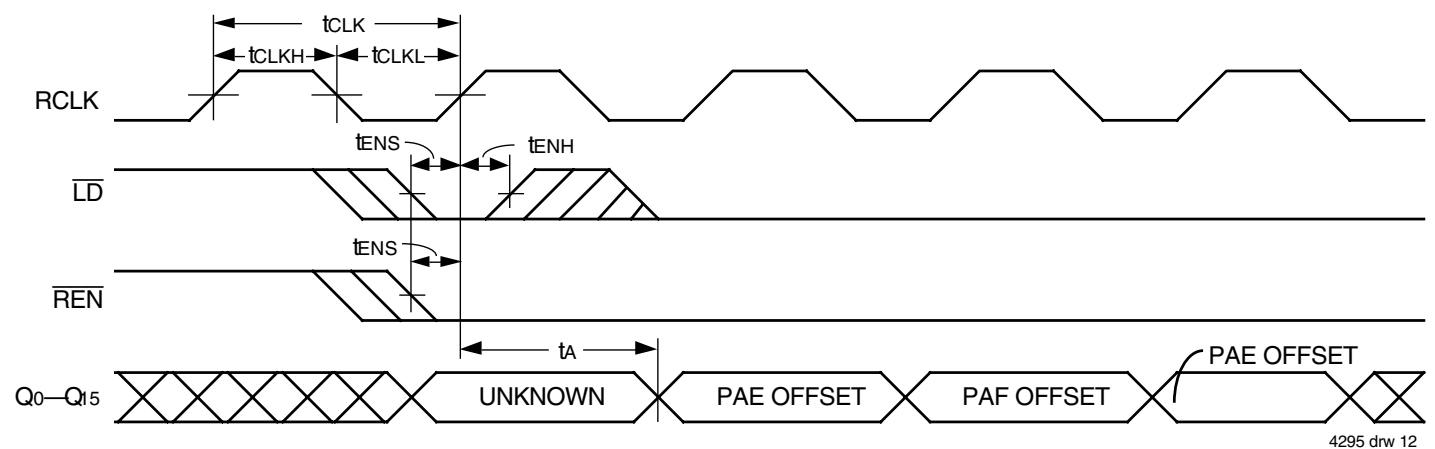 tCLK
tCLKH
tCLKL
RCLK
tENS
tENH
LD
tENS
REN
tA
PAE OFFSET
Q0—Q15
UNKNOWN
PAE OFFSET
PAF OFFSET
4295 drw 12